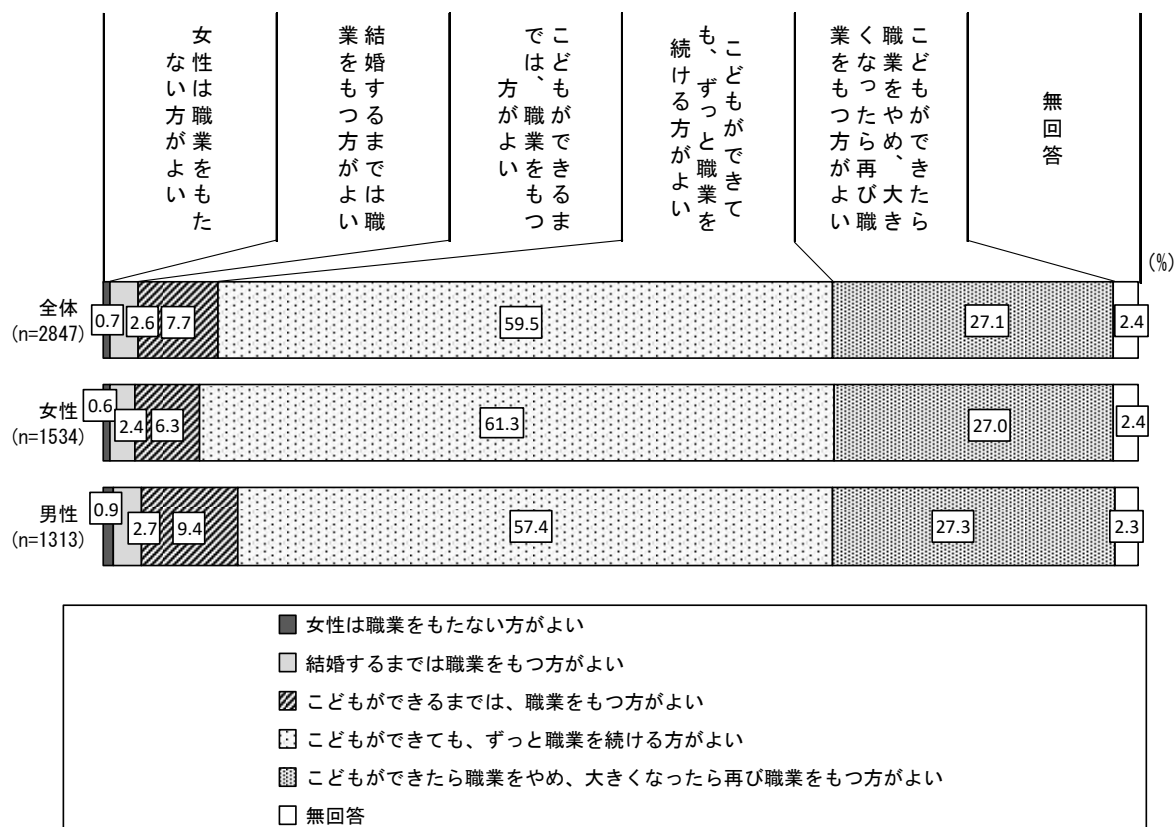 女性は職業をもた
ない方がよい
結婚するまでは職
業をもつ方がよい
こどもができるま
では、職業をもつ
方がよい
こどもができて
も、ずっと職業を
続ける方がよい
こどもができたら
職業をやめ、大き
くなったら再び職
業をもつ方がよい
無回答
(%)
全体
(n=2847)
0.7
2.6
7.7
59.5
27.1
2.4
女性
(n=1534)
0.6
2.4
6.3
61.3
27.0
2.4
男性
(n=1313)
0.9
2.7
9.4
57.4
27.3
2.3
女性は職業をもたない方がよい
結婚するまでは職業をもつ方がよい
こどもができるまでは、職業をもつ方がよい
こどもができても、ずっと職業を続ける方がよい
こどもができたら職業をやめ、大きくなったら再び職業をもつ方がよい
無回答